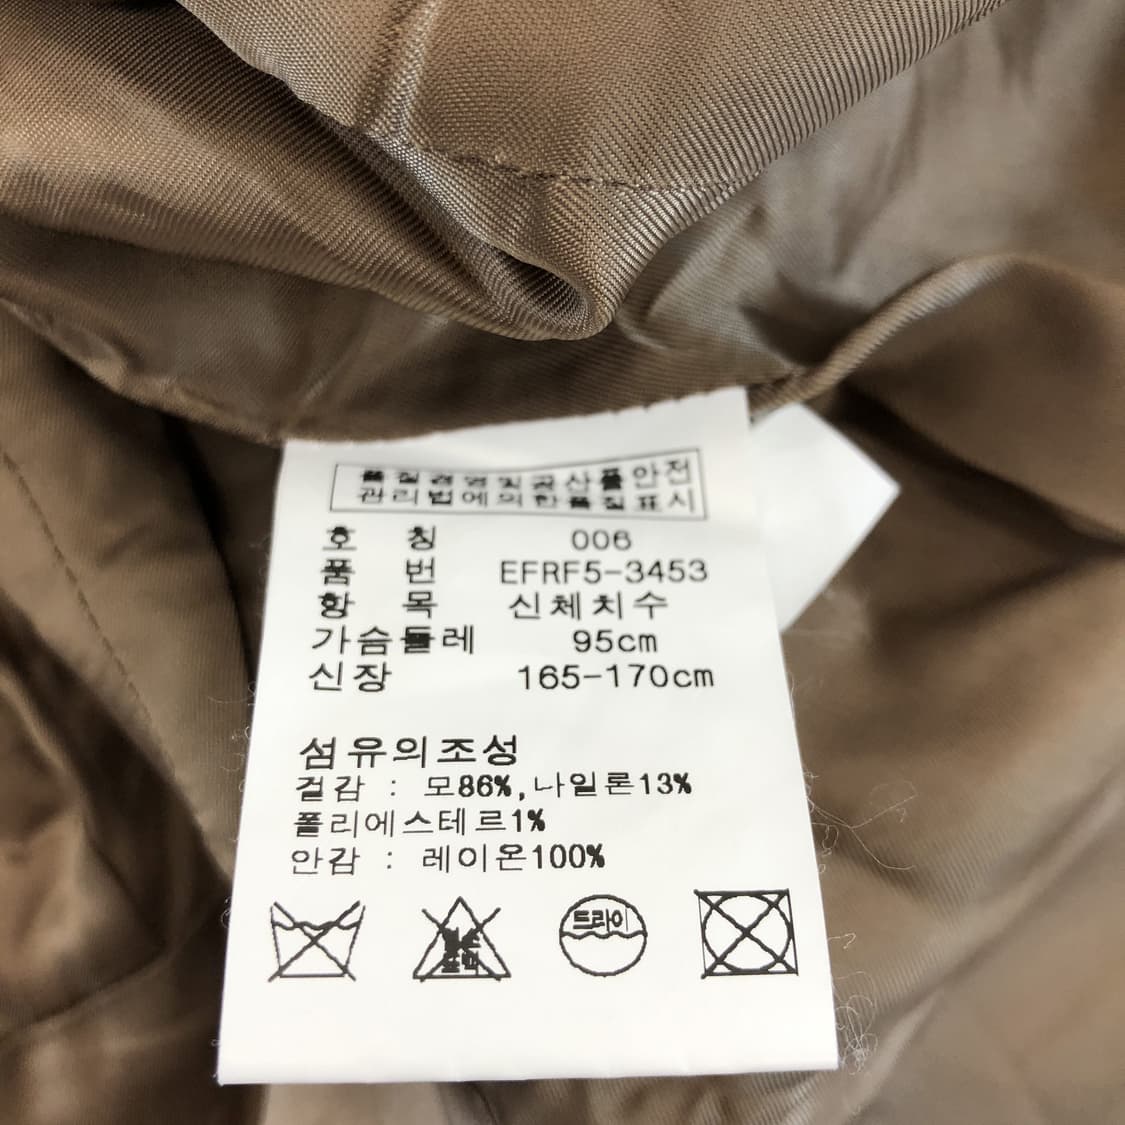 품질경영및공산품안전
관리법에의한품질표시
호 칭 006
품 번 EFRF5-3453
항 목 신체치수
가슴둘레 95cm
신장 165-170cm
섬유의조성
겉감 : 모86%,나일론13%
폴리에스테르1%
안감 : 레이온100%
드라이